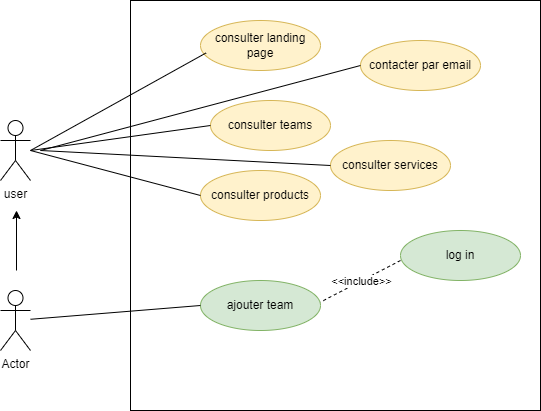 consulter landing
page
contacter par email
consulter teams
consulter services
user
consulter products
log in
<<include>>
ajouter team
Actor